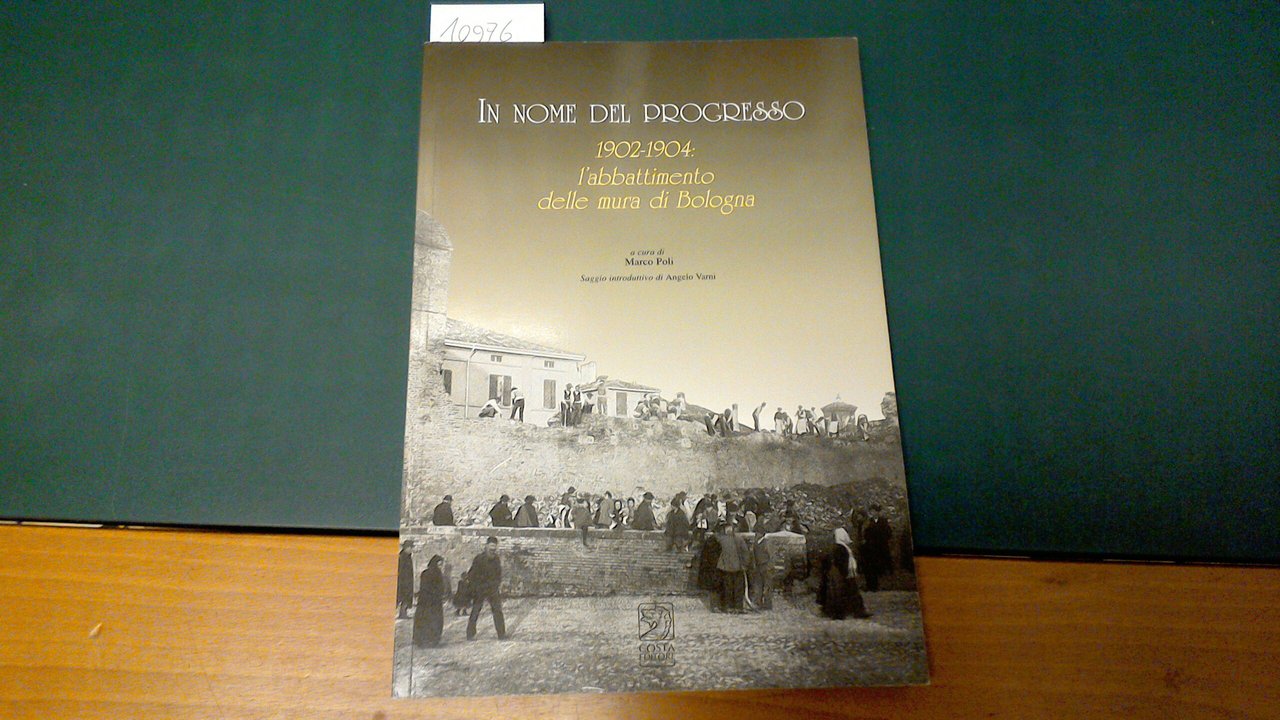 10976
IN NOME DEL PROGRESSO
1902-1904:
l'abbattimento
delle mura di Bologna
a cura di
Marco Poli
Saggio introduttivo di Angelo Varni
COSTA
EDITORE